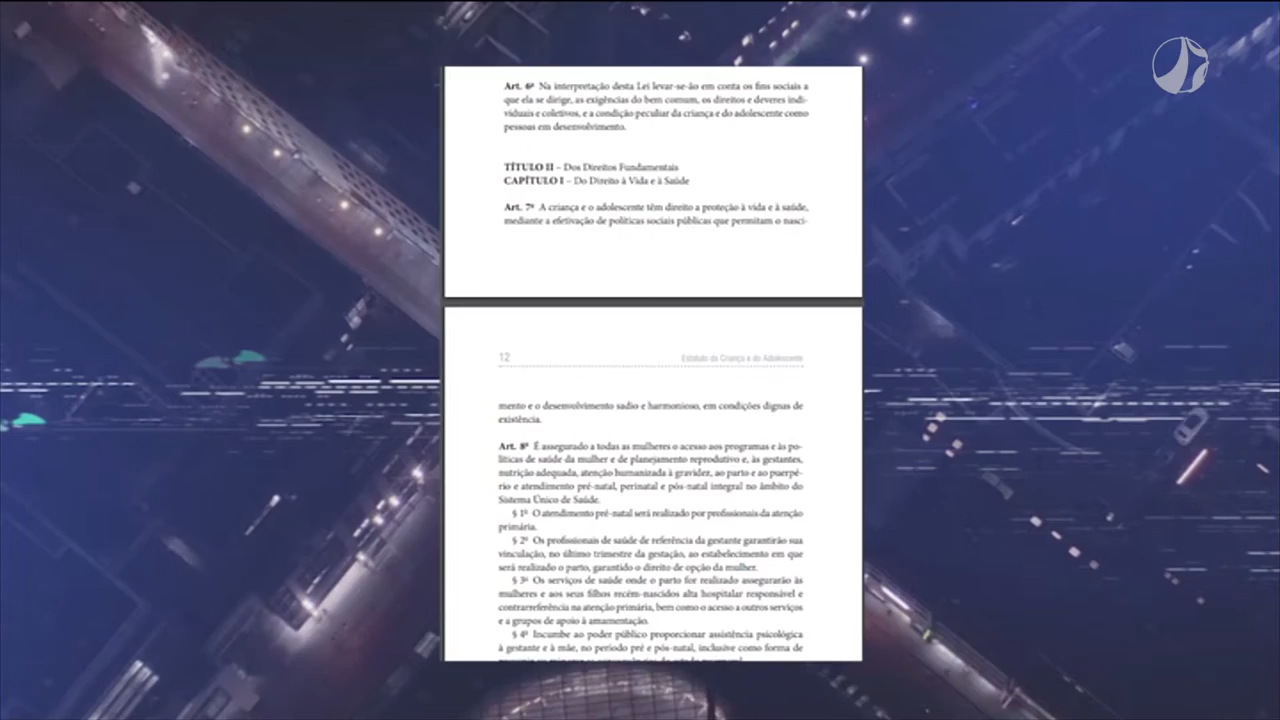 Art. 6º Na interpretação desta Lei levar-se-ão em conta os fins sociais a
que ela se dirige, as exigências do bem comum, os direitos e deveres indi-
viduais e coletivos, e a condição peculiar da criança e do adolescente como
pessoas em desenvolvimento.
TÍTULO II – Dos Direitos Fundamentais
CAPÍTULO I – Do Direito à Vida e à Saúde
Art. 7º A criança e o adolescente têm direito a proteção à vida e à saúde,
mediante a efetivação de políticas sociais públicas que permitam o nasci-
12 Estatuto da Criança e do Adolescente
mento e o desenvolvimento sadio e harmonioso, em condições dignas de
existência.
Art. 8º É assegurado a todas as mulheres o acesso aos programas e às po-
líticas de saúde da mulher e de planejamento reprodutivo e, às gestantes,
nutrição adequada, atenção humanizada à gravidez, ao parto e ao puerpé-
rio e atendimento pré-natal, perinatal e pós-natal integral no âmbito do
Sistema Único de Saúde.
§ 1º O atendimento pré-natal será realizado por profissionais da atenção
primária.
§ 2º Os profissionais de saúde de referência da gestante garantirão sua
vinculação, no último trimestre da gestação, ao estabelecimento em que
será realizado o parto, garantido o direito de opção da mulher.
§ 3º Os serviços de saúde onde o parto for realizado assegurarão às
mulheres e aos seus filhos recém-nascidos alta hospitalar responsável e
contrarreferência na atenção primária, bem como o acesso a outros serviços
e a grupos de apoio à amamentação.
§ 4º Incumbe ao poder público proporcionar assistência psicológica
à gestante e à mãe, no período pré e pós-natal, inclusive como forma de